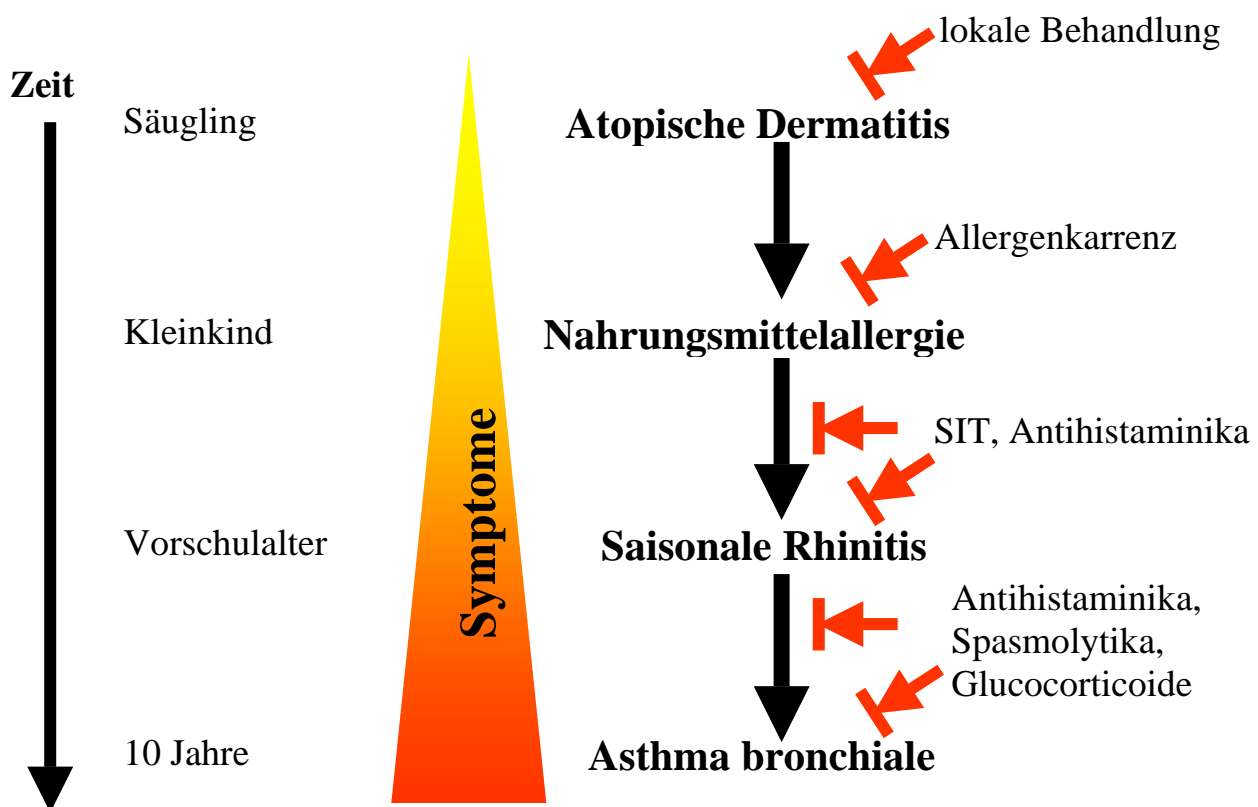 lokale Behandlung
Zeit
Säugling
Atopische Dermatitis
Allergenkarrenz
Kleinkind
Nahrungsmittelallergie
SIT, Antihistaminika
Symptome
Vorschulalter
Saisonale Rhinitis
Antihistaminika,
Spasmolytika,
Glucocorticoide
10 Jahre
Asthma bronchiale